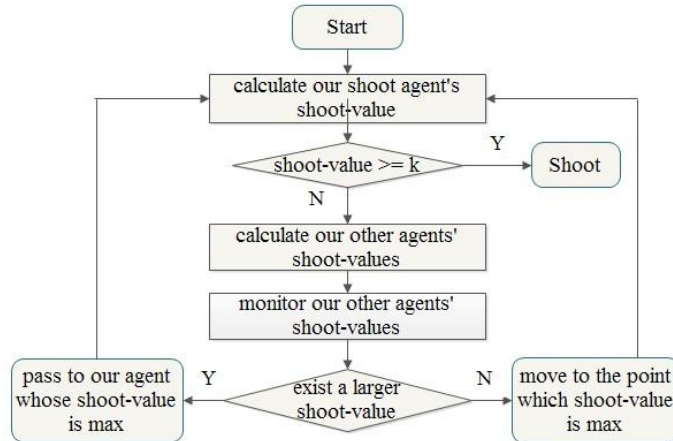 Start
calculate our shoot agent's
shoot-value
shoot-value >= k
Y
Shoot
N
calculate our other agents'
shoot-values
monitor our other agents'
shoot-values
pass to our agent
whose shoot-value
is max
Y
exist a larger
shoot-value
N
move to the point
which shoot-value
is max